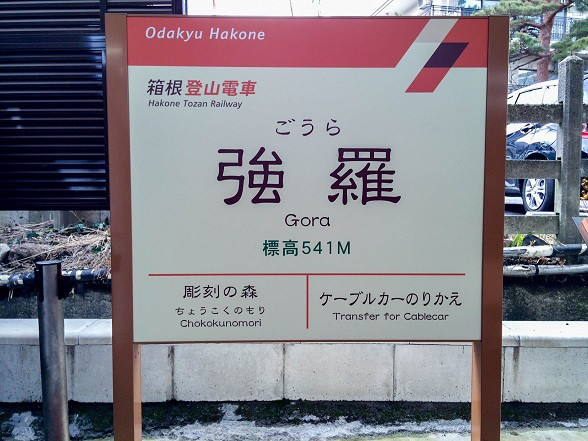 Odakyu Hakone
箱根登山電車
Hakone Tozan Railway
ごうら
強羅
Gora
標高541M
彫刻の森
ちょうこくのもり
Chokokunomori
ケーブルカーのりかえ
Transfer for Cablecar